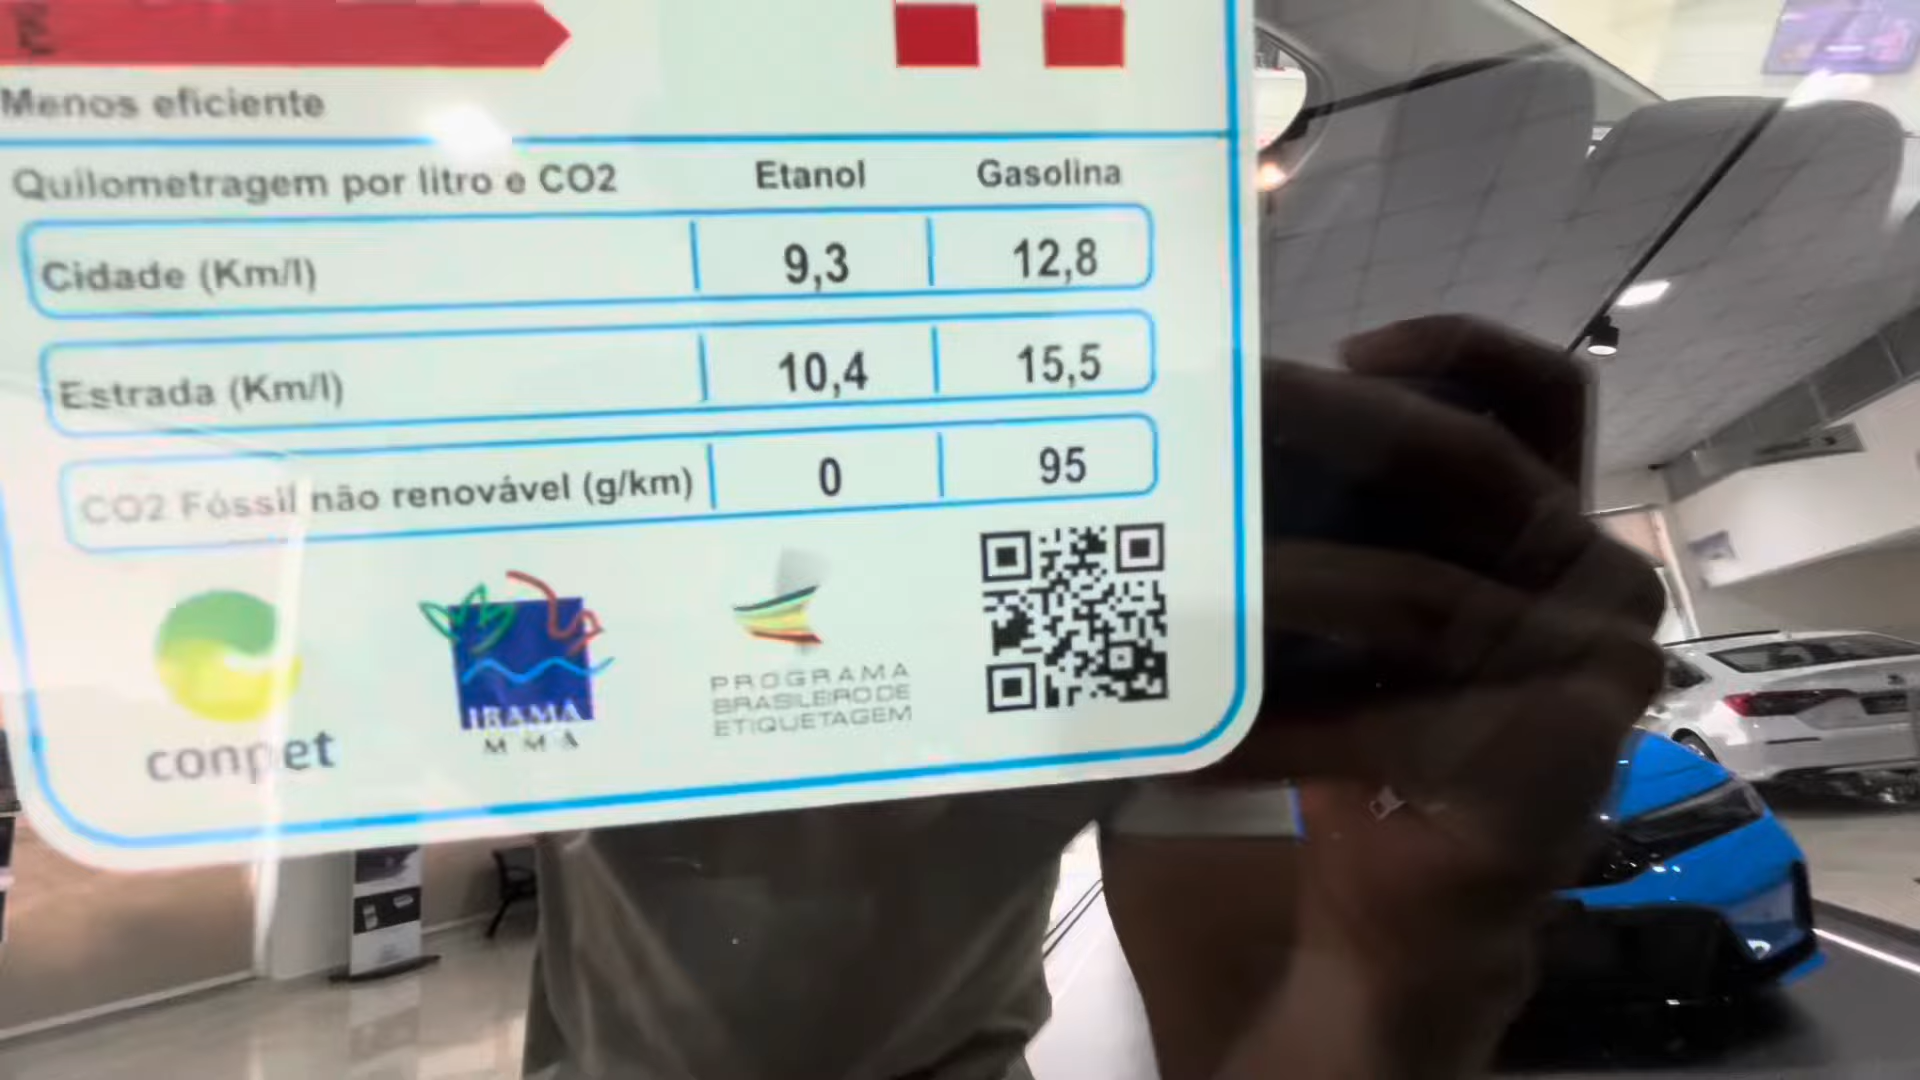 Menos eficiente
Quilometragem por litro e CO2 Etanol Gasolina
Cidade (Km/l) 9,3 12,8
Estrada (Km/l) 10,4 15,5
CO2 Fóssil não renovável (g/km) 0 95
conpet
IBAMA
M M A
PROGRAMA
BRASILEIRO DE
ETIQUETAGEM